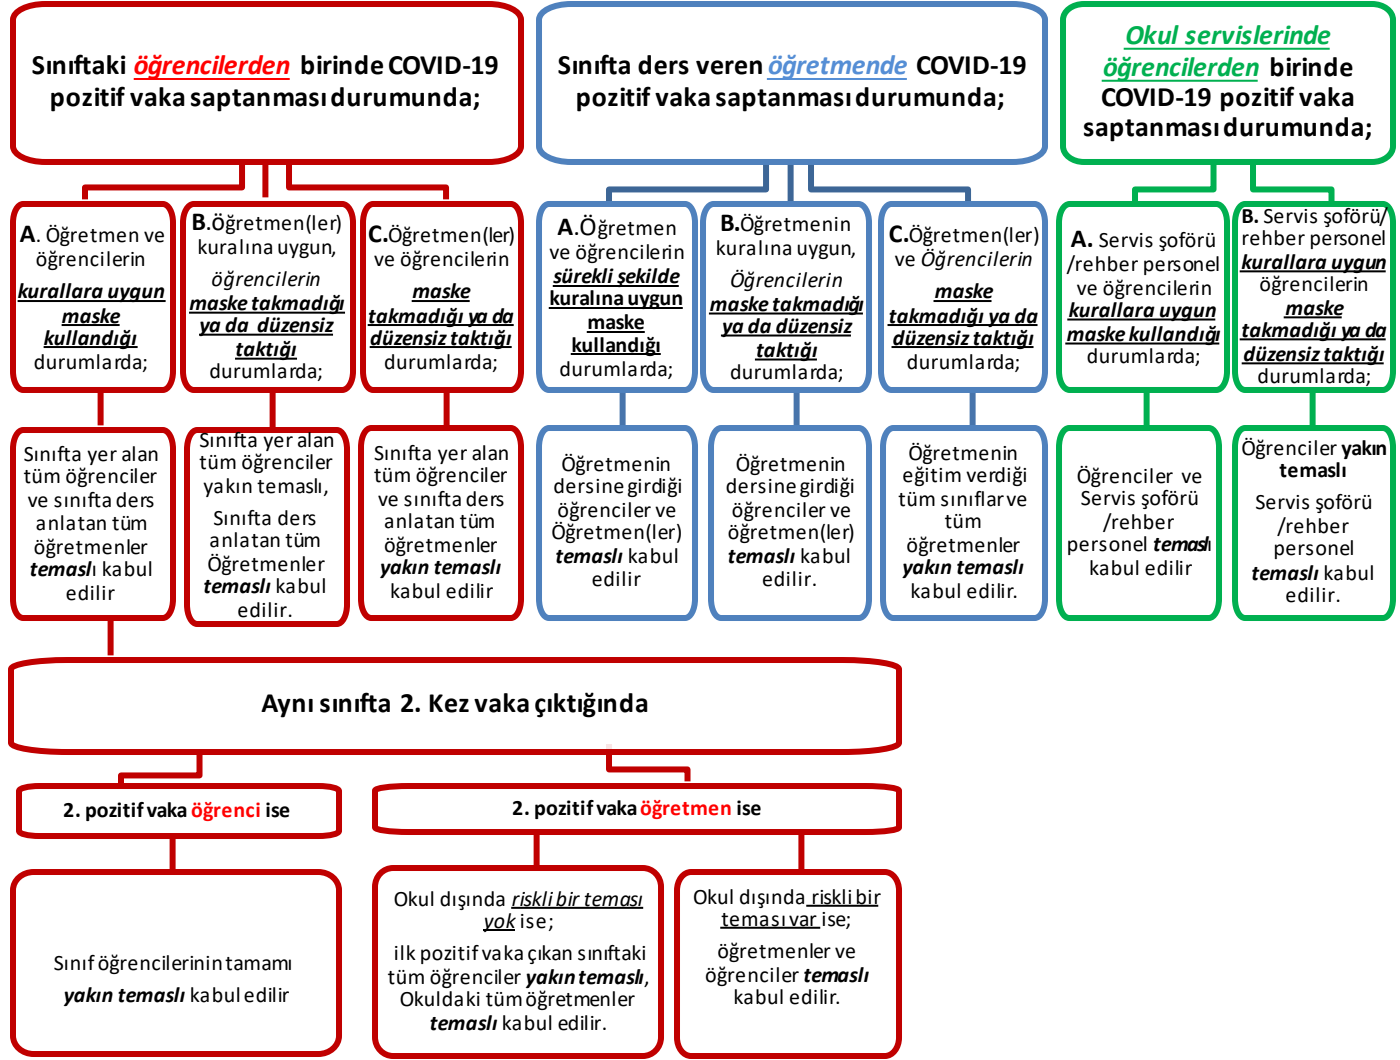 Sınıftaki öğrencilerden birinde COVID-19
pozitif vaka saptanması durumunda;
A. Öğretmen ve
öğrencilerin
kurallara uygun
maske
kullandığı
durumlarda;
B.Öğretmen(ler)
kuralına uygun,
öğrencilerin
maske takmadığı
ya da düzensiz
taktığı
durumlarda;
C.Öğretmen(ler)
ve öğrencilerin
maske
takmadığı ya da
düzensiz taktığı
durumlarda;
Sınıfta yer alan
tüm öğrenciler
ve sınıfta ders
anlatan tüm
öğretmenler
temaslı kabul
edilir
Sınıfta yer alan
tüm öğrenciler
yakın temaslı,
Sınıfta ders
anlatan tüm
Öğretmenler
temaslı kabul
edilir.
Sınıfta yer alan
tüm öğrenciler
ve sınıfta ders
anlatan tüm
öğretmenler
yakın temaslı
kabul edilir
Sınıfta ders veren öğretmende COVID-19
pozitif vaka saptanması durumunda;
A.Öğretmen
ve öğrencilerin
sürekli şekilde
kuralına uygun
maske
kullandığı
durumlarda;
B.Öğretmenin
kuralına uygun,
Öğrencilerin
maske takmadığı
ya da düzensiz
taktığı
durumlarda;
C.Öğretmen(ler)
ve Öğrencilerin
maske
takmadığı ya da
düzensiz taktığı
durumlarda;
Öğretmenin
dersine girdiği
öğrenciler ve
Öğretmen(ler)
temaslı kabul
edilir
Öğretmenin
dersine girdiği
öğrenciler ve
öğretmen(ler)
temaslı kabul
edilir.
Öğretmenin
eğitim verdiği
tüm sınıflar ve
tüm
öğretmenler
yakın temaslı
kabul edilir.
Okul servislerinde
öğrencilerden birinde
COVID-19 pozitif vaka
saptanması durumunda;
A. Servis şoförü
/rehber personel
ve öğrencilerin
kurallara uygun
maske kullandığı
durumlarda;
B. Servis şoförü/
rehber personel
kurallara uygun
öğrencilerin
maske
takmadığı ya da
düzensiz taktığı
durumlarda;
Öğrenciler ve
Servis şoförü
/rehber
personel temaslı
kabul edilir
Öğrenciler yakın
temaslı
Servis şoförü
/rehber
personel
temaslı kabul
edilir.
Aynı sınıfta 2. Kez vaka çıktığında
2. pozitif vaka öğrenci ise
Sınıf öğrencilerinin tamamı
yakın temaslı kabul edilir
2. pozitif vaka öğretmen ise
Okul dışında riskli bir teması
yok ise;
ilk pozitif vaka çıkan sınıftaki
tüm öğrenciler yakın temaslı,
Okuldaki tüm öğretmenler
temaslı kabul edilir.
Okul dışında riskli bir
teması var ise;
öğretmenler ve
öğrenciler temaslı
kabul edilir.